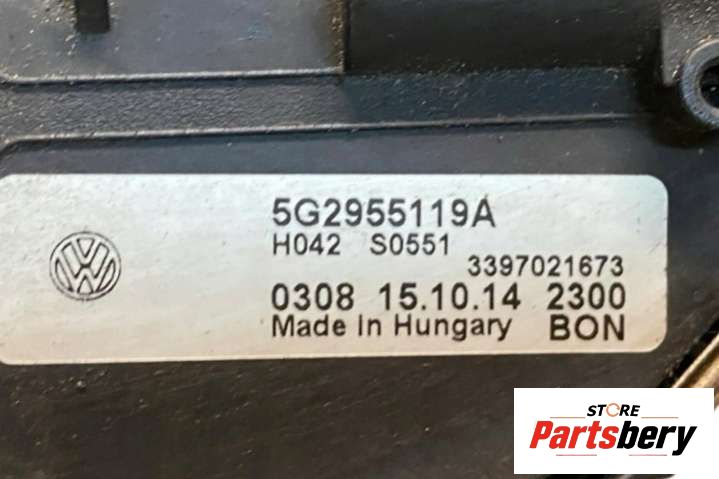 5G2955119A
H042 S0551
3397021673
0308 15.10.14 2300
Made In Hungary BON
STORE
Partsbery